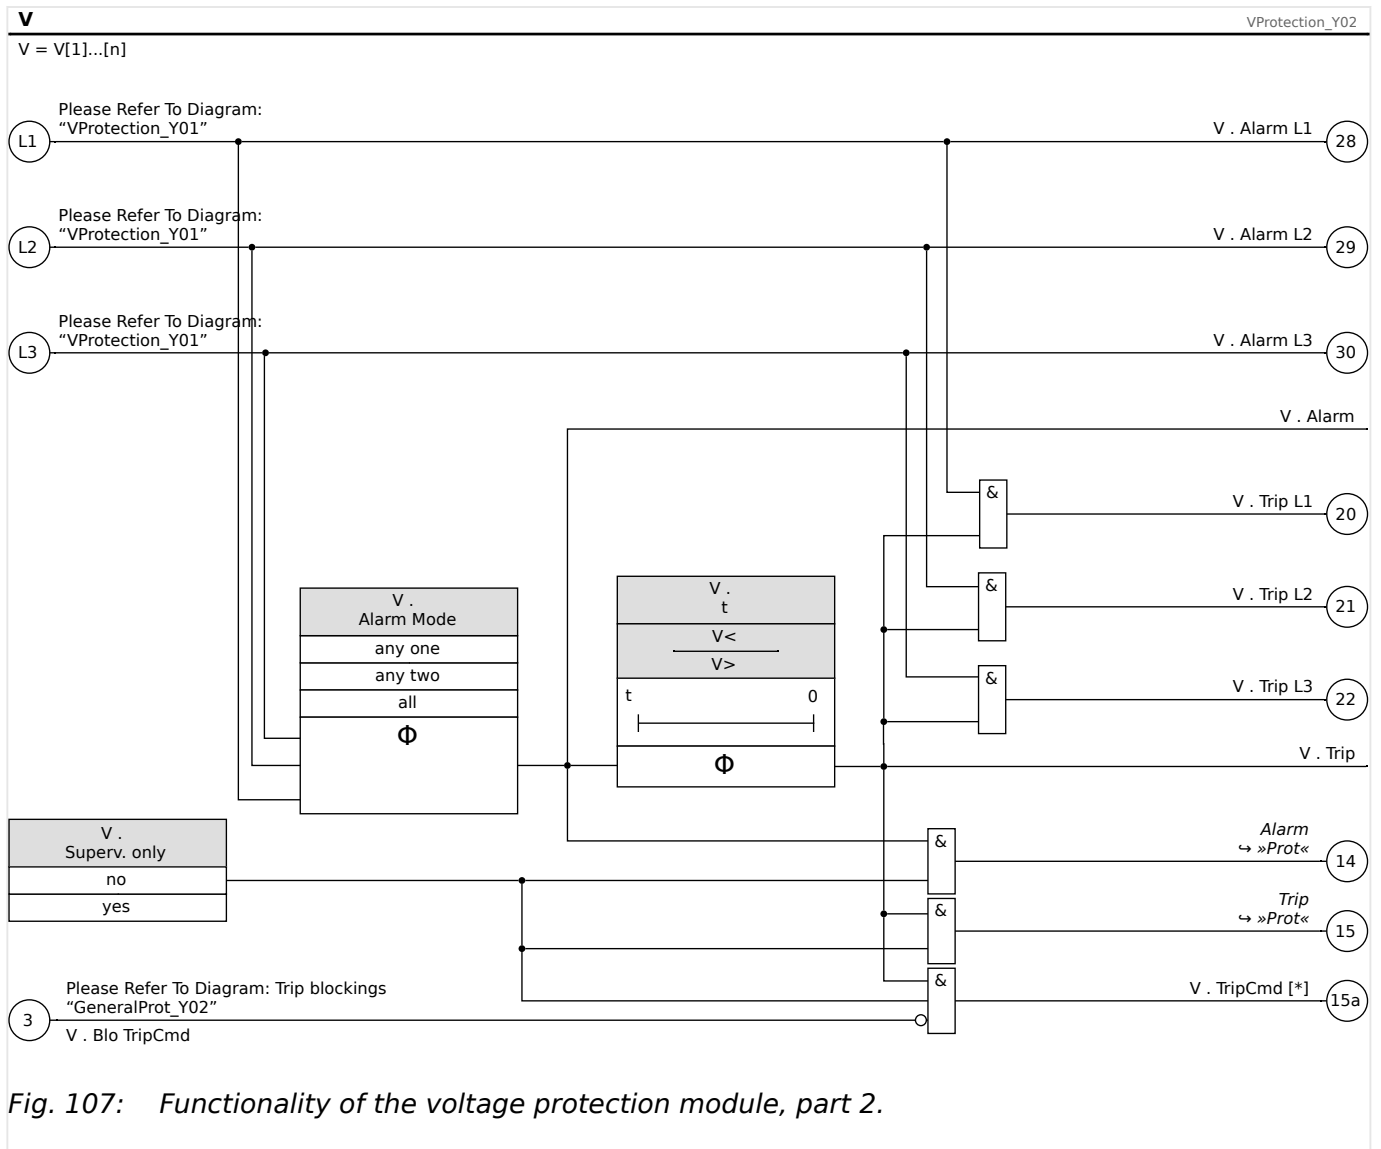 V
VProtection_Y02
V = V[1]...[n]
Please Refer To Diagram:
“VProtection_Y01”
L1
V . Alarm L1
28
Please Refer To Diagram:
“VProtection_Y01”
L2
V . Alarm L2
29
Please Refer To Diagram:
“VProtection_Y01”
L3
V . Alarm L3
30
V . Alarm
&
V . Trip L1
20
&
V . Trip L2
21
&
V . Trip L3
22
V .
Alarm Mode
any one
any two
all
Φ
V .
t
V<
V>
t 0
Φ
V . Trip
V .
Superv. only
no
yes
&
Alarm
↪ »Prot«
14
&
Trip
↪ »Prot«
15
&
V . TripCmd [*]
15a
Please Refer To Diagram: Trip blockings
“GeneralProt_Y02”
3
V . Blo TripCmd
Fig. 107: Functionality of the voltage protection module, part 2.